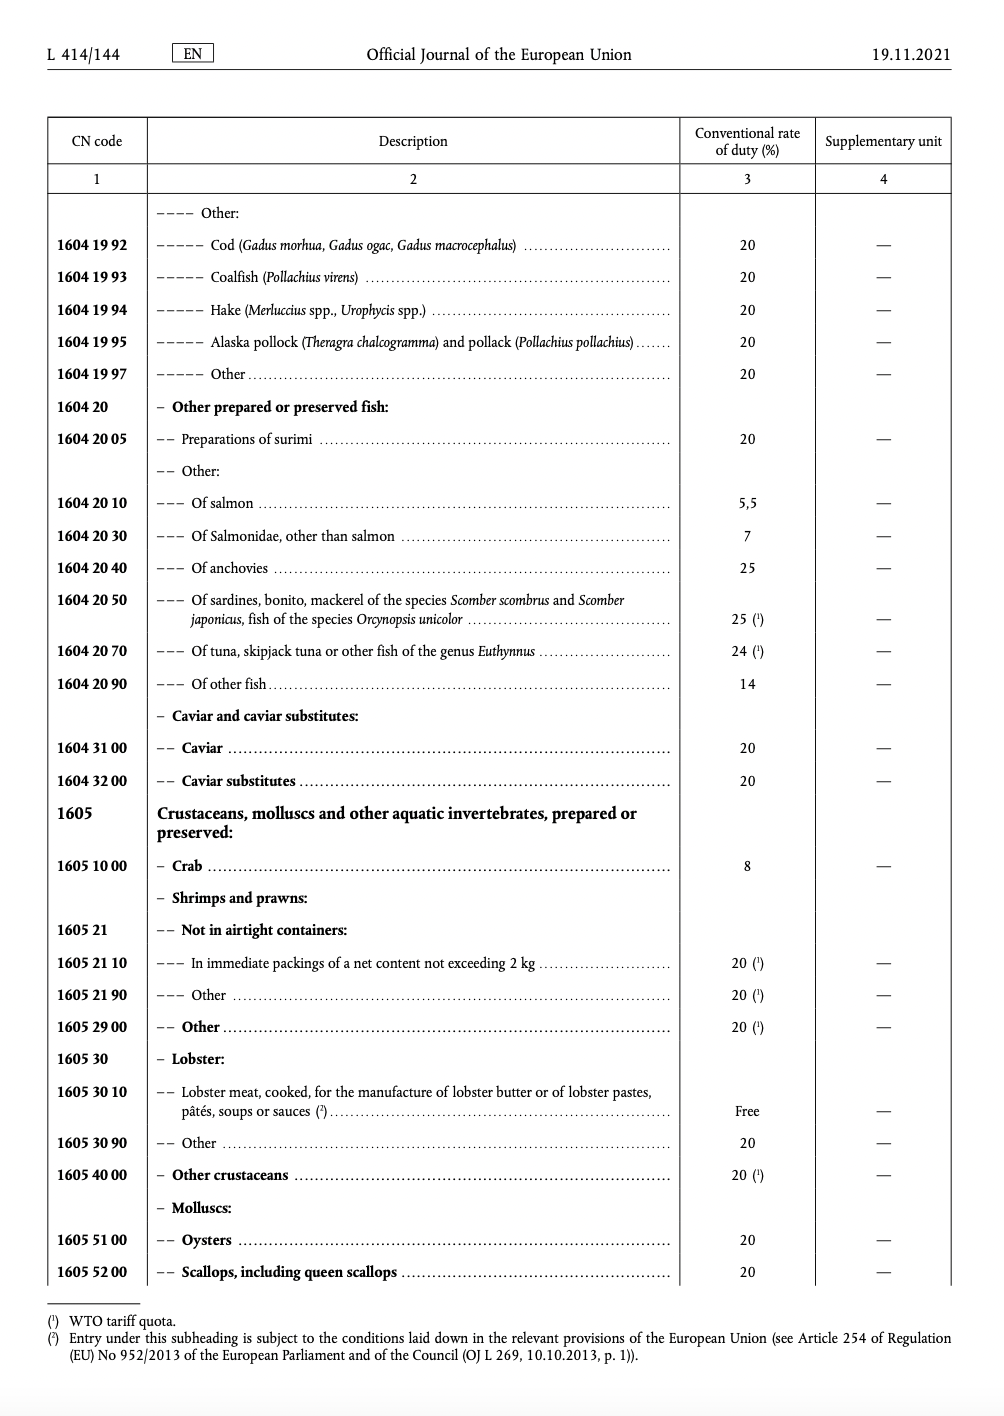 L 414/144 EN Official Journal of the European Union 19.11.2021
CN code Description Conventional rate of duty (%) Supplementary unit
1 2 3 4
–––– Other:
1604 19 92 ––––– Cod (Gadus morhua, Gadus ogac, Gadus macrocephalus) 20 —
1604 19 93 ––––– Coalfish (Pollachius virens) 20 —
1604 19 94 ––––– Hake (Merluccius spp., Urophycis spp.) 20 —
1604 19 95 ––––– Alaska pollock (Theragra chalcogramma) and pollack (Pollachius pollachius) 20 —
1604 19 97 ––––– Other 20 —
1604 20 – Other prepared or preserved fish:
1604 20 05 –– Preparations of surimi 20 —
–– Other:
1604 20 10 ––– Of salmon 5,5 —
1604 20 30 ––– Of Salmonidae, other than salmon 7 —
1604 20 40 ––– Of anchovies 25 —
1604 20 50 ––– Of sardines, bonito, mackerel of the species Scomber scombrus and Scomber
japonicus, fish of the species Orcynopsis unicolor 25 (¹) —
1604 20 70 ––– Of tuna, skipjack tuna or other fish of the genus Euthynnus 24 (¹) —
1604 20 90 ––– Of other fish 14 —
– Caviar and caviar substitutes:
1604 31 00 –– Caviar 20 —
1604 32 00 –– Caviar substitutes 20 —
1605 Crustaceans, molluscs and other aquatic invertebrates, prepared or
preserved:
1605 10 00 – Crab 8 —
– Shrimps and prawns:
1605 21 –– Not in airtight containers:
1605 21 10 ––– In immediate packings of a net content not exceeding 2 kg 20 (¹) —
1605 21 90 ––– Other 20 (¹) —
1605 29 00 –– Other 20 (¹) —
1605 30 – Lobster:
1605 30 10 –– Lobster meat, cooked, for the manufacture of lobster butter or of lobster pastes,
pâtés, soups or sauces (²) Free —
1605 30 90 –– Other 20 —
1605 40 00 – Other crustaceans 20 (¹) —
– Molluscs:
1605 51 00 –– Oysters 20 —
1605 52 00 –– Scallops, including queen scallops 20 —
(¹) WTO tariff quota.
(²) Entry under this subheading is subject to the conditions laid down in the relevant provisions of the European Union (see Article 254 of Regulation
(EU) No 952/2013 of the European Parliament and of the Council (OJ L 269, 10.10.2013, p. 1)).